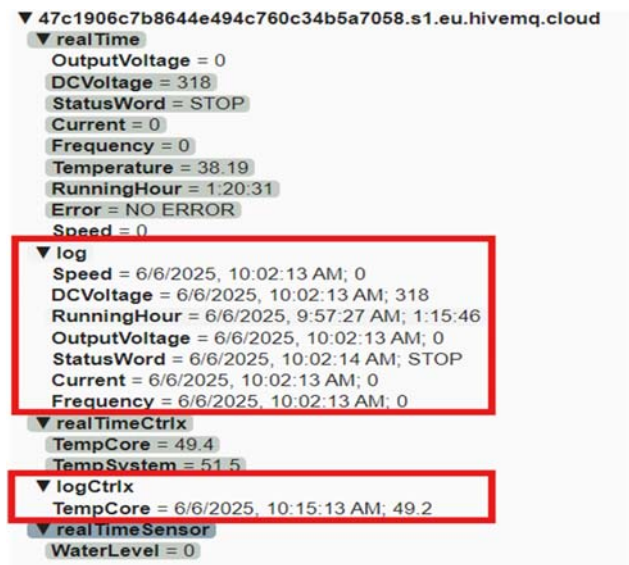 ▼ 47c1906c7b8644e494c760c34b5a7058.s1.eu.hivemq.cloud
▼ realTime
OutputVoltage = 0
DCVoltage = 318
StatusWord = STOP
Current = 0
Frequency = 0
Temperature = 38.19
RunningHour = 1:20:31
Error = NO ERROR
Speed = 0
▼ log
Speed = 6/6/2025, 10:02:13 AM; 0
DCVoltage = 6/6/2025, 10:02:13 AM; 318
RunningHour = 6/6/2025, 9:57:27 AM; 1:15:46
OutputVoltage = 6/6/2025, 10:02:13 AM; 0
StatusWord = 6/6/2025, 10:02:14 AM; STOP
Current = 6/6/2025, 10:02:13 AM; 0
Frequency = 6/6/2025, 10:02:13 AM; 0
▼ realTimeCtrlx
TempCore = 49.4
TempSystem = 51.5
▼ logCtrlx
TempCore = 6/6/2025, 10:15:13 AM; 49.2
▼ realTimeSensor
WaterLevel = 0